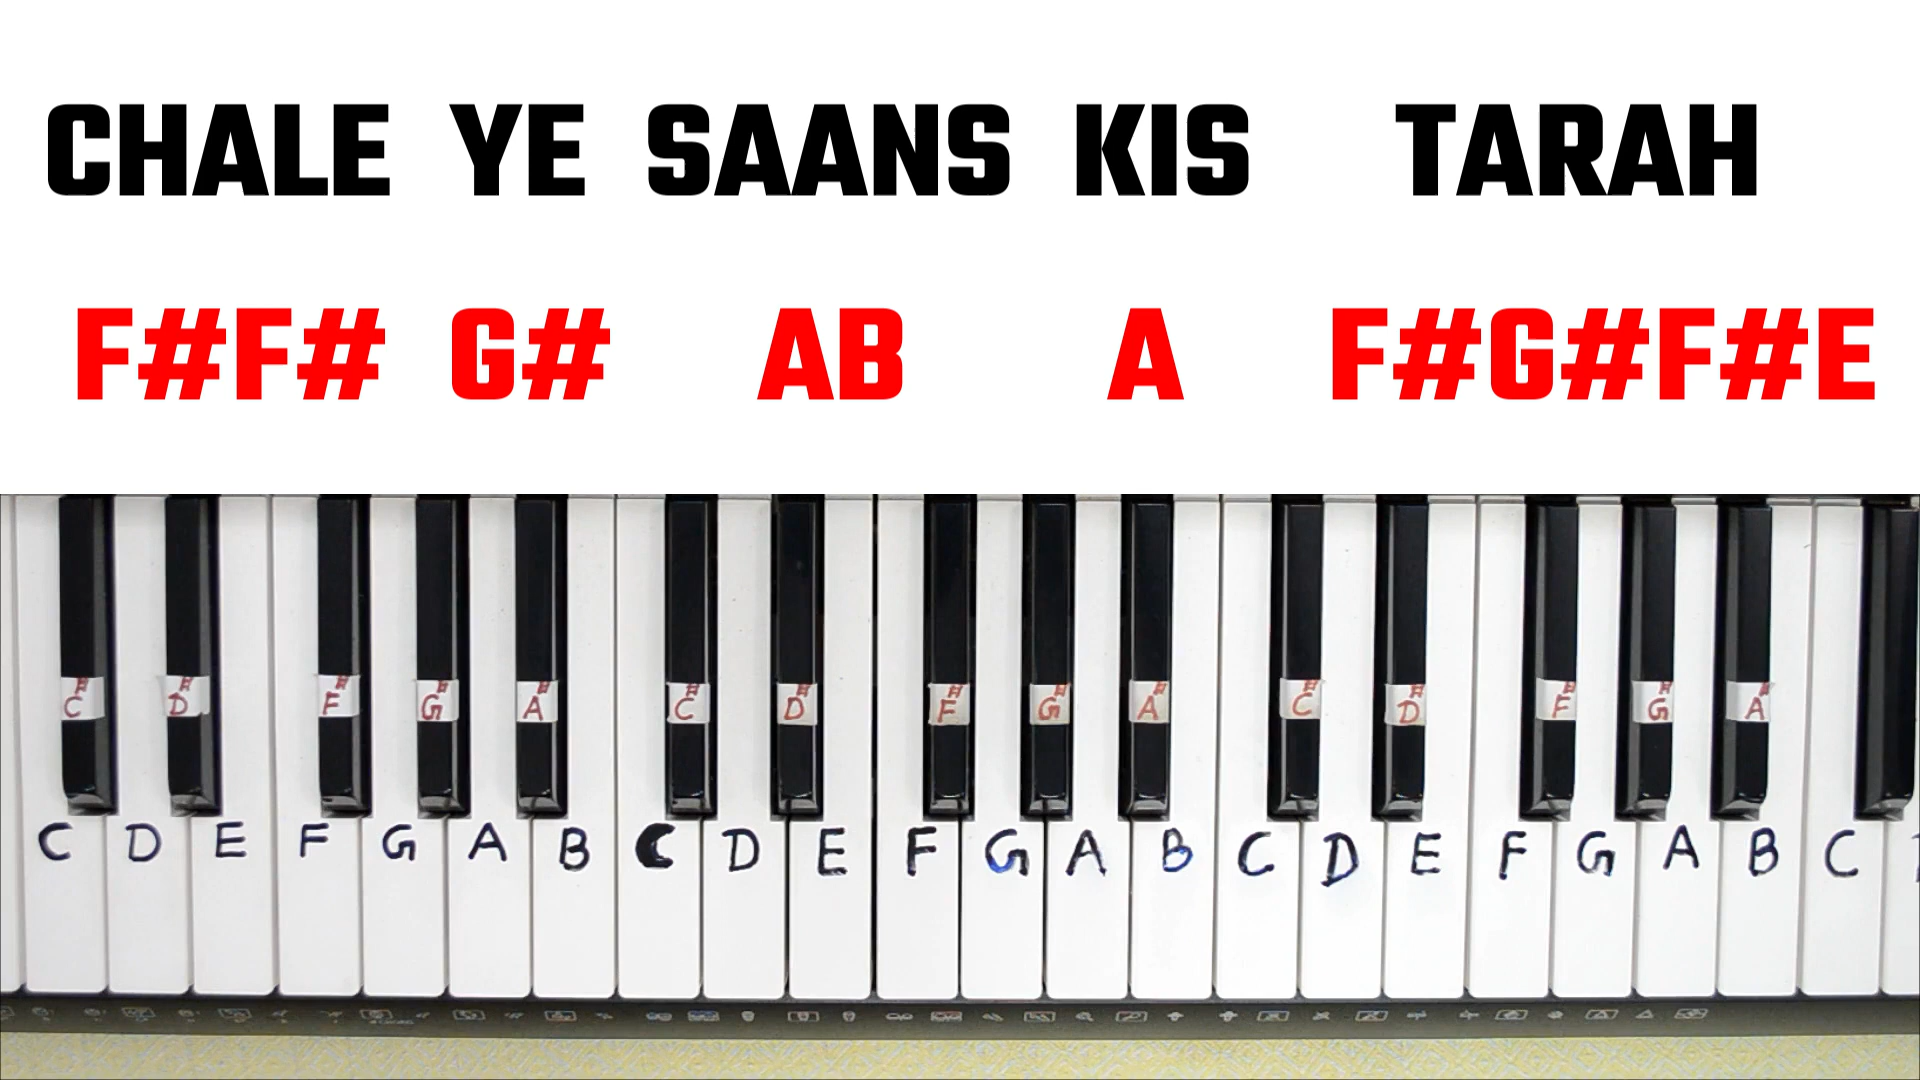 CHALE YE SAANS KIS TARAH
F#F# G# AB A F#G#F#E
C# D# F# G# A# C# D# F# G# A# C# D# F# G# A#
C D E F G A B C D E F G A B C D E F G A B C